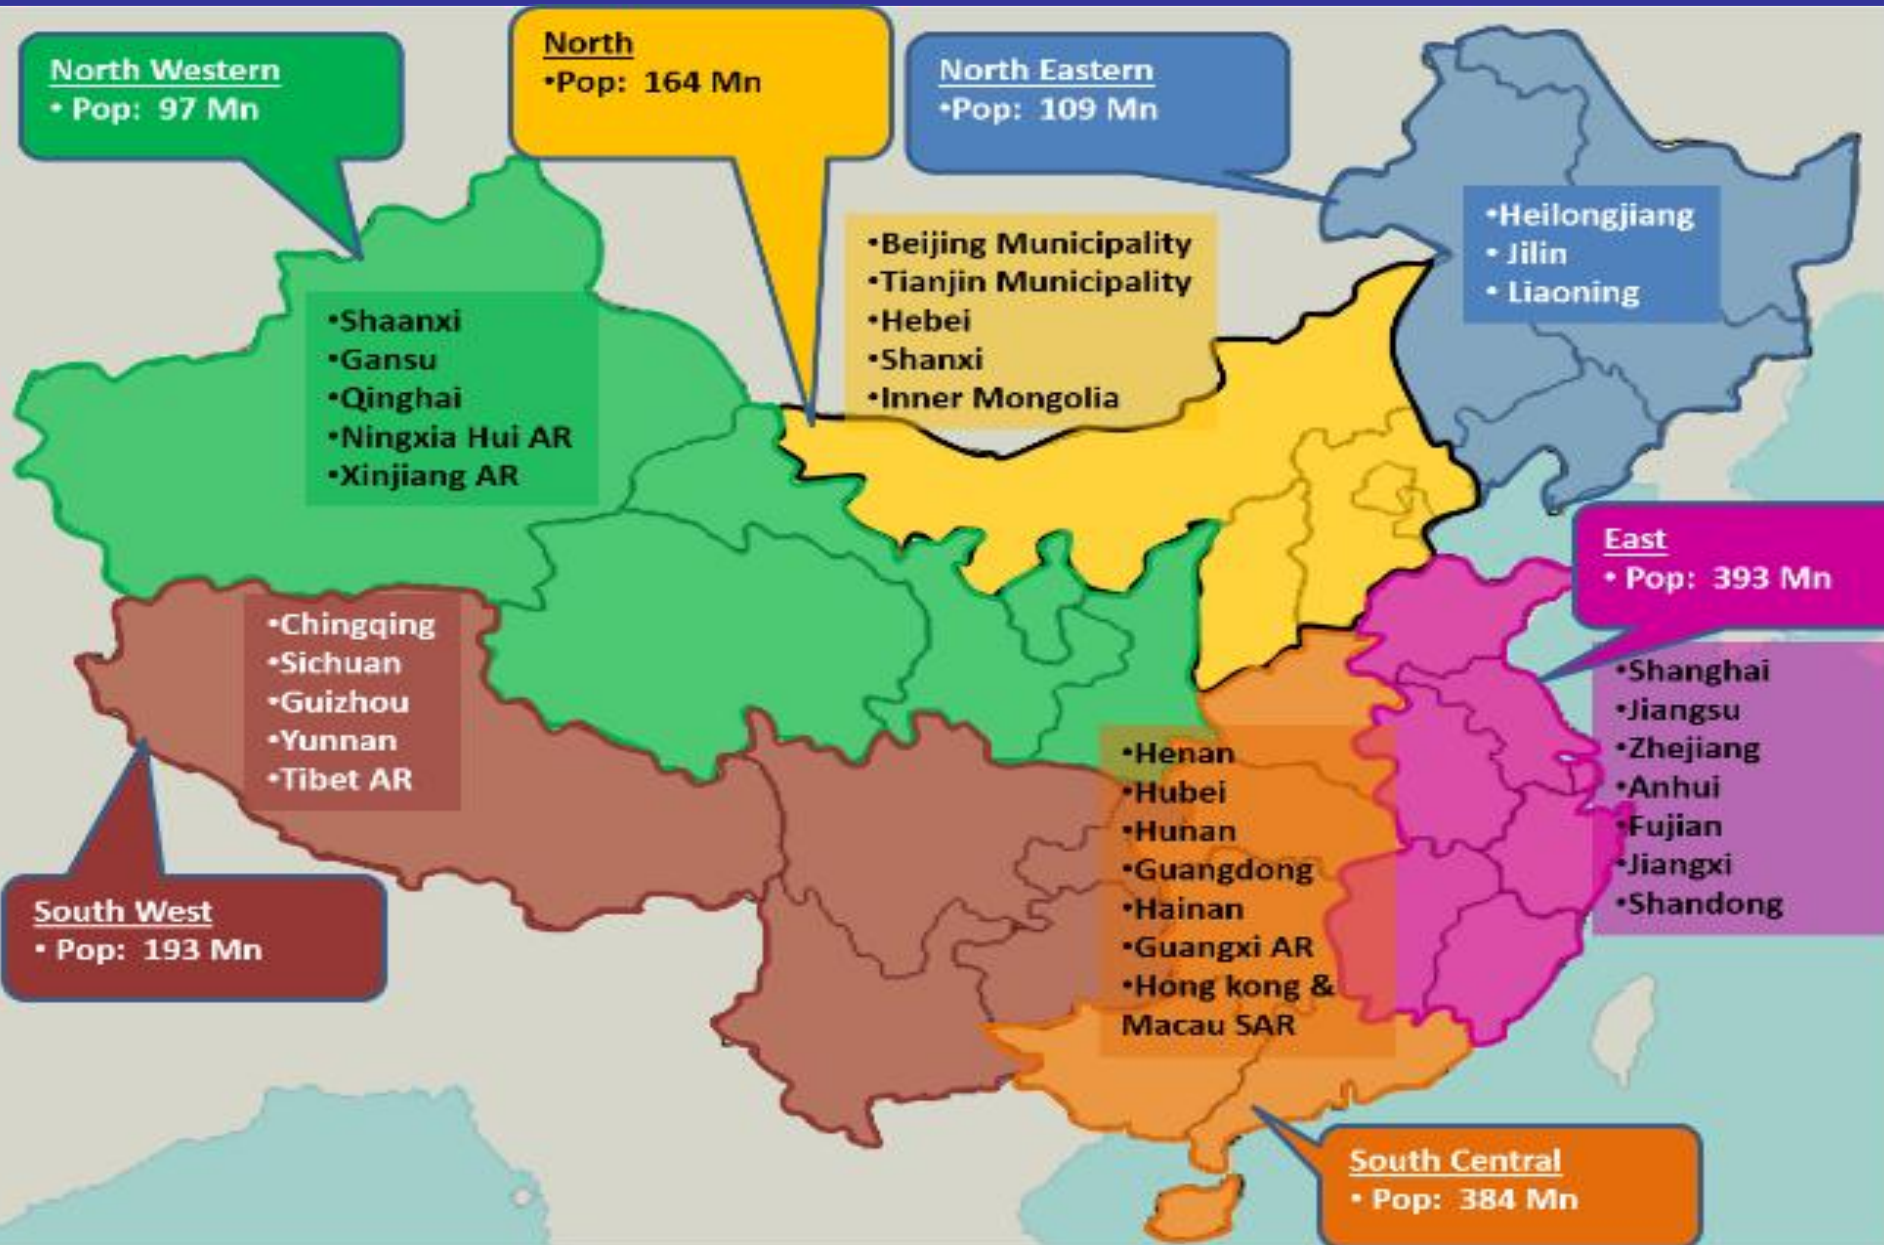 North Western
• Pop: 97 Mn
North
•Pop: 164 Mn
North Eastern
•Pop: 109 Mn
•Heilongjiang
• Jilin
• Liaoning
•Beijing Municipality
•Tianjin Municipality
•Hebei
•Shanxi
•Inner Mongolia
•Shaanxi
•Gansu
•Qinghai
•Ningxia Hui AR
•Xinjiang AR
East
• Pop: 393 Mn
•Shanghai
•Jiangsu
•Zhejiang
•Anhui
•Fujian
•Jiangxi
•Shandong
•Chingqing
•Sichuan
•Guizhou
•Yunnan
•Tibet AR
•Henan
•Hubei
•Hunan
•Guangdong
•Hainan
•Guangxi AR
•Hong kong &
Macau SAR
South West
• Pop: 193 Mn
South Central
• Pop: 384 Mn